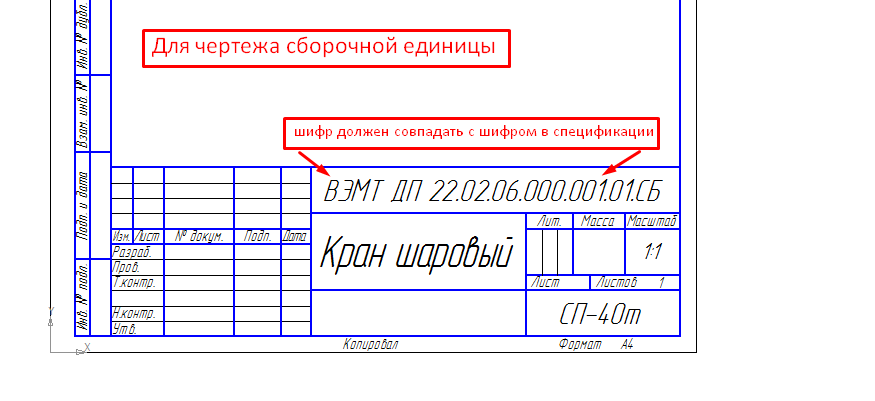 Для чертежа сборочной единицы
шифр должен совпадать с шифром в спецификации
Инв. № дубл.
Взам. инв. №
Подп. и дата
Инв. № подл.
ВЭМТ ДП 22.02.06.000.001.01.СБ
Изм. Лист № докум. Подп. Дата
Разраб.
Пров.
Т.контр.
Н.контр.
Утв.
Кран шаровый
Лит. Масса Масштаб
1:1
Лист Листов 1
СП-40т
Копировал Формат А4
Y
X